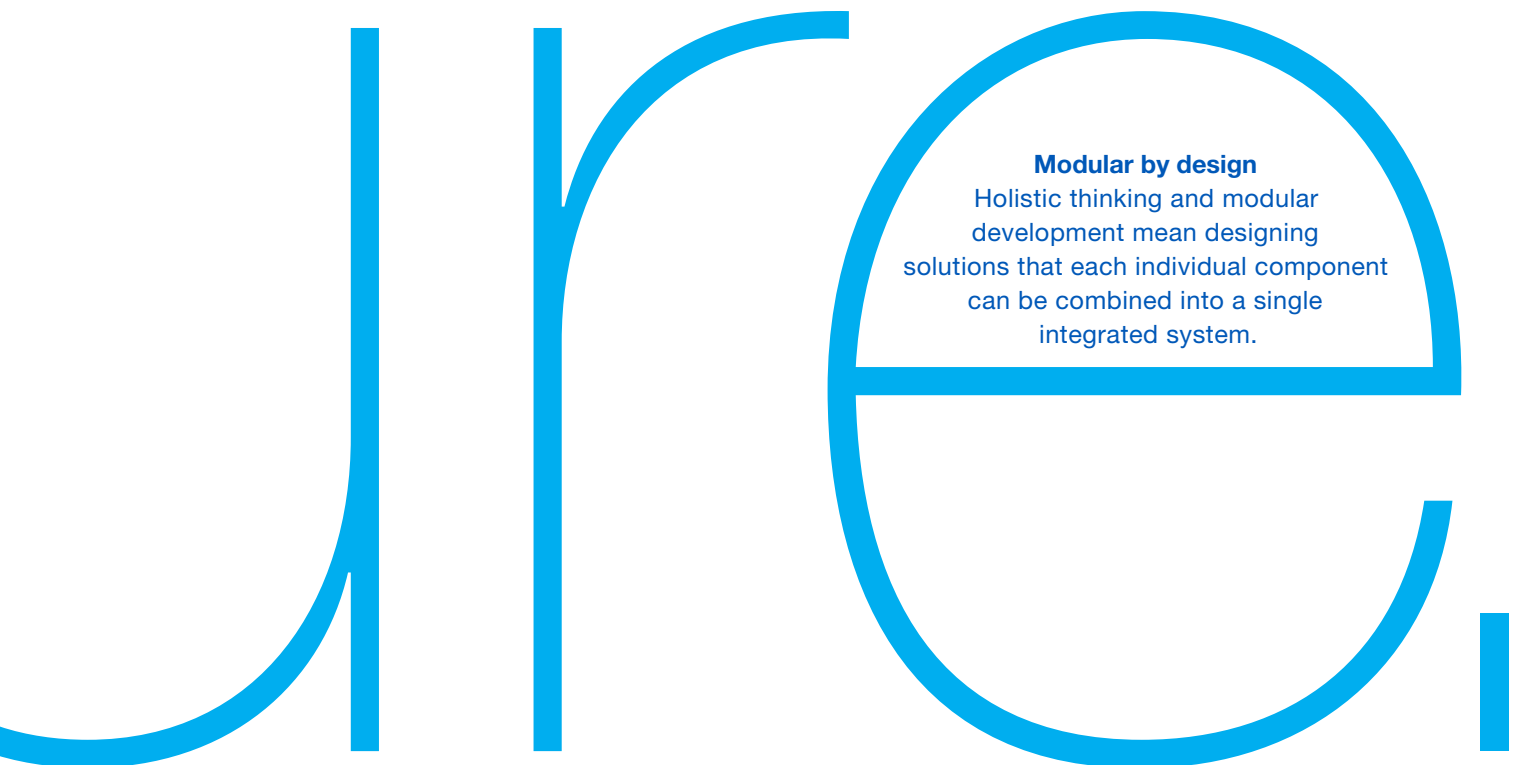 ure.
Modular by design
Holistic thinking and modular
development mean designing
solutions that each individual component
can be combined into a single
integrated system.